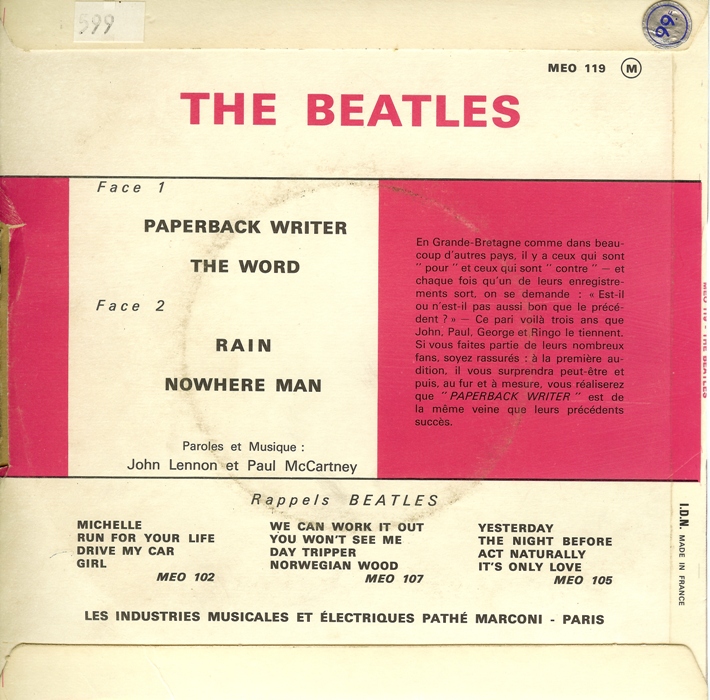 599
99
MEO 119 M
THE BEATLES
Face 1
PAPERBACK WRITER
THE WORD
Face 2
RAIN
NOWHERE MAN
Paroles et Musique :
John Lennon et Paul McCartney
En Grande-Bretagne comme dans beau-
coup d'autres pays, il y a ceux qui sont
" pour " et ceux qui sont " contre " — et
chaque fois qu'un de leurs enregistre-
ments sort, on se demande : « Est-il
ou n'est-il pas aussi bon que le précé-
dent ? » — Ce pari voilà trois ans que
John, Paul, George et Ringo le tiennent.
Si vous faites partie de leurs nombreux
fans, soyez rassurés : à la première au-
dition, il vous surprendra peut-être et
puis, au fur et à mesure, vous réaliserez
que " PAPERBACK WRITER " est de
la même veine que leurs précédents
succès.
MEO 119 - THE BEATLES
Rappels BEATLES
MICHELLE
RUN FOR YOUR LIFE
DRIVE MY CAR
GIRL
MEO 102
WE CAN WORK IT OUT
YOU WON'T SEE ME
DAY TRIPPER
NORWEGIAN WOOD
MEO 107
YESTERDAY
THE NIGHT BEFORE
ACT NATURALLY
IT'S ONLY LOVE
MEO 105
I.D.N. MADE IN FRANCE
LES INDUSTRIES MUSICALES ET ÉLECTRIQUES PATHÉ MARCONI - PARIS